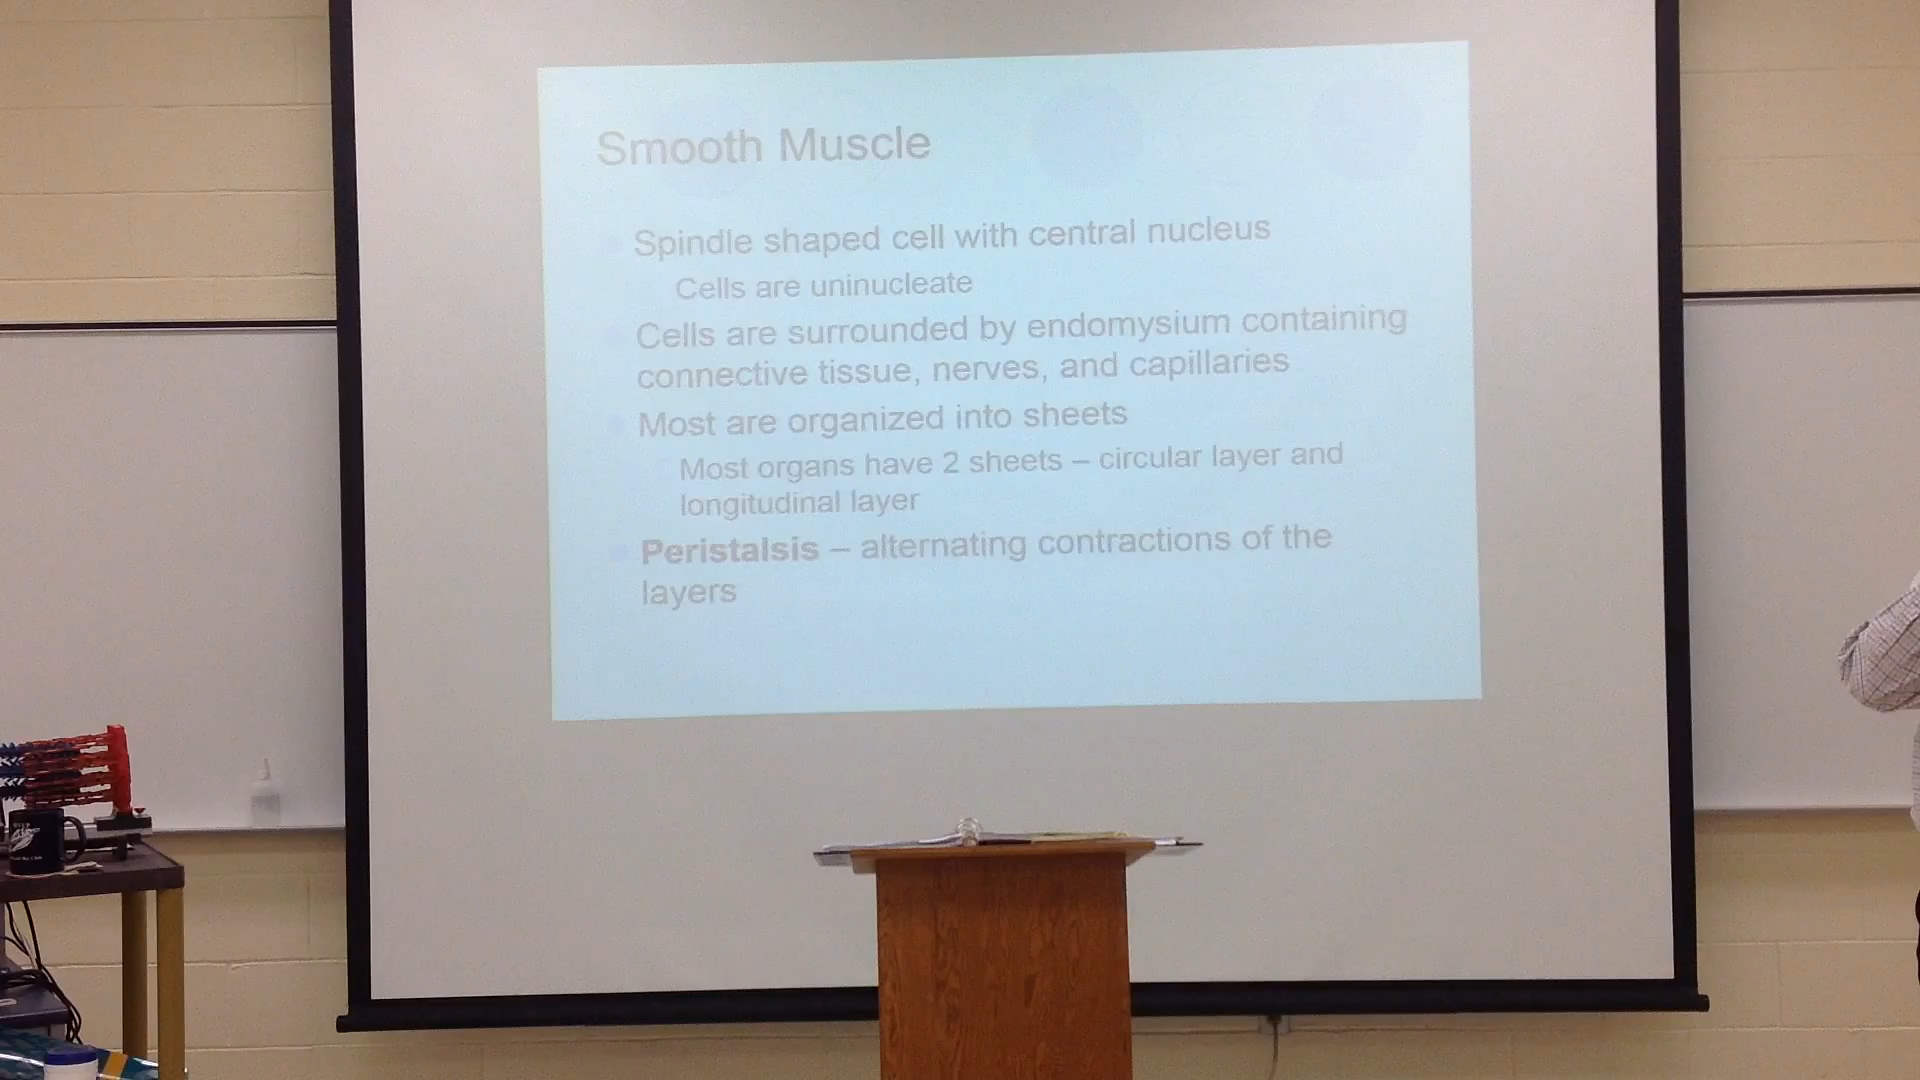 Smooth Muscle
Spindle shaped cell with central nucleus
Cells are uninucleate
Cells are surrounded by endomysium containing
connective tissue, nerves, and capillaries
Most are organized into sheets
Most organs have 2 sheets – circular layer and
longitudinal layer
Peristalsis – alternating contractions of the
layers